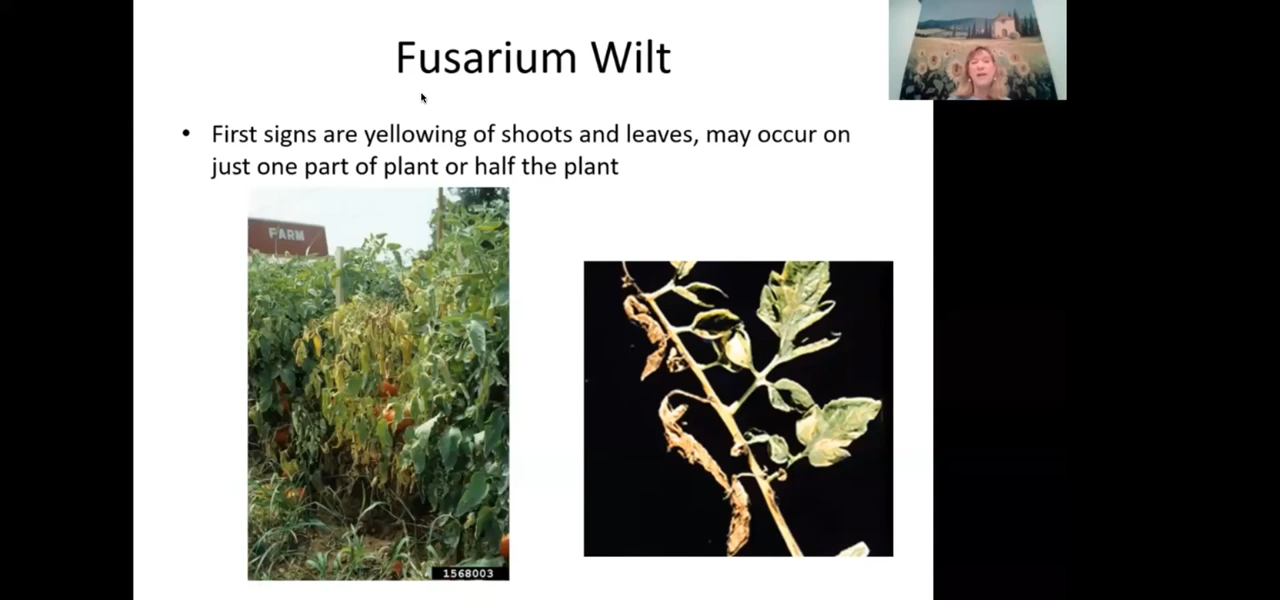 Fusarium Wilt
• First signs are yellowing of shoots and leaves, may occur on
just one part of plant or half the plant
FARM
1568003